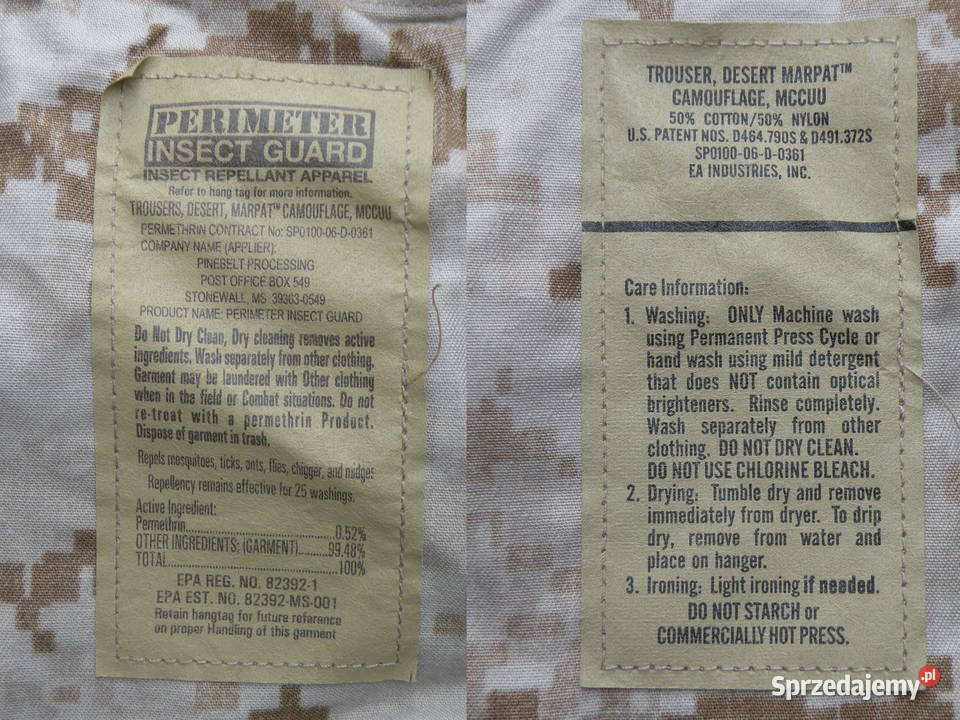 PERIMETER
INSECT GUARD
INSECT REPELLANT APPAREL
Refer to hang tag for more information.
TROUSERS, DESERT, MARPAT™ CAMOUFLAGE, MCCUU
PERMETHRIN CONTRACT No: SP0100-06-D-0361
COMPANY NAME (APPLIER):
PINEBELT PROCESSING
POST OFFICE BOX 549
STONEWALL, MS 39363-0549
PRODUCT NAME: PERIMETER INSECT GUARD
Do Not Dry Clean, Dry cleaning removes active
ingredients. Wash separately from other clothing.
Garment may be laundered with Other clothing
when in the field or Combat situations. Do not
re-treat with a permethrin Product.
Dispose of garment in trash.
Repels mosquitoes, ticks, ants, flies, chigger, and midges
Repellency remains effective for 25 washings.
Active Ingredient:
Permethrin...0.52%
OTHER INGREDIENTS: (GARMENT)...99.48%
TOTAL...100%
EPA REG. NO. 82392-1
EPA EST. NO. 82392-MS-001
Retain hangtag for future reference
on proper Handling of this garment
TROUSER, DESERT MARPAT™
CAMOUFLAGE, MCCUU
50% COTTON/50% NYLON
U.S. PATENT NOS. D464.790S & D491.372S
SP0100-06-D-0361
EA INDUSTRIES, INC.
Care Information:
1. Washing: ONLY Machine wash
using Permanent Press Cycle or
hand wash using mild detergent
that does NOT contain optical
brighteners. Rinse completely.
Wash separately from other
clothing. DO NOT DRY CLEAN.
DO NOT USE CHLORINE BLEACH.
2. Drying: Tumble dry and remove
immediately from dryer. To drip
dry, remove from water and
place on hanger.
3. Ironing: Light ironing if needed.
DO NOT STARCH or
COMMERCIALLY HOT PRESS.
Sprzedajemy.pl